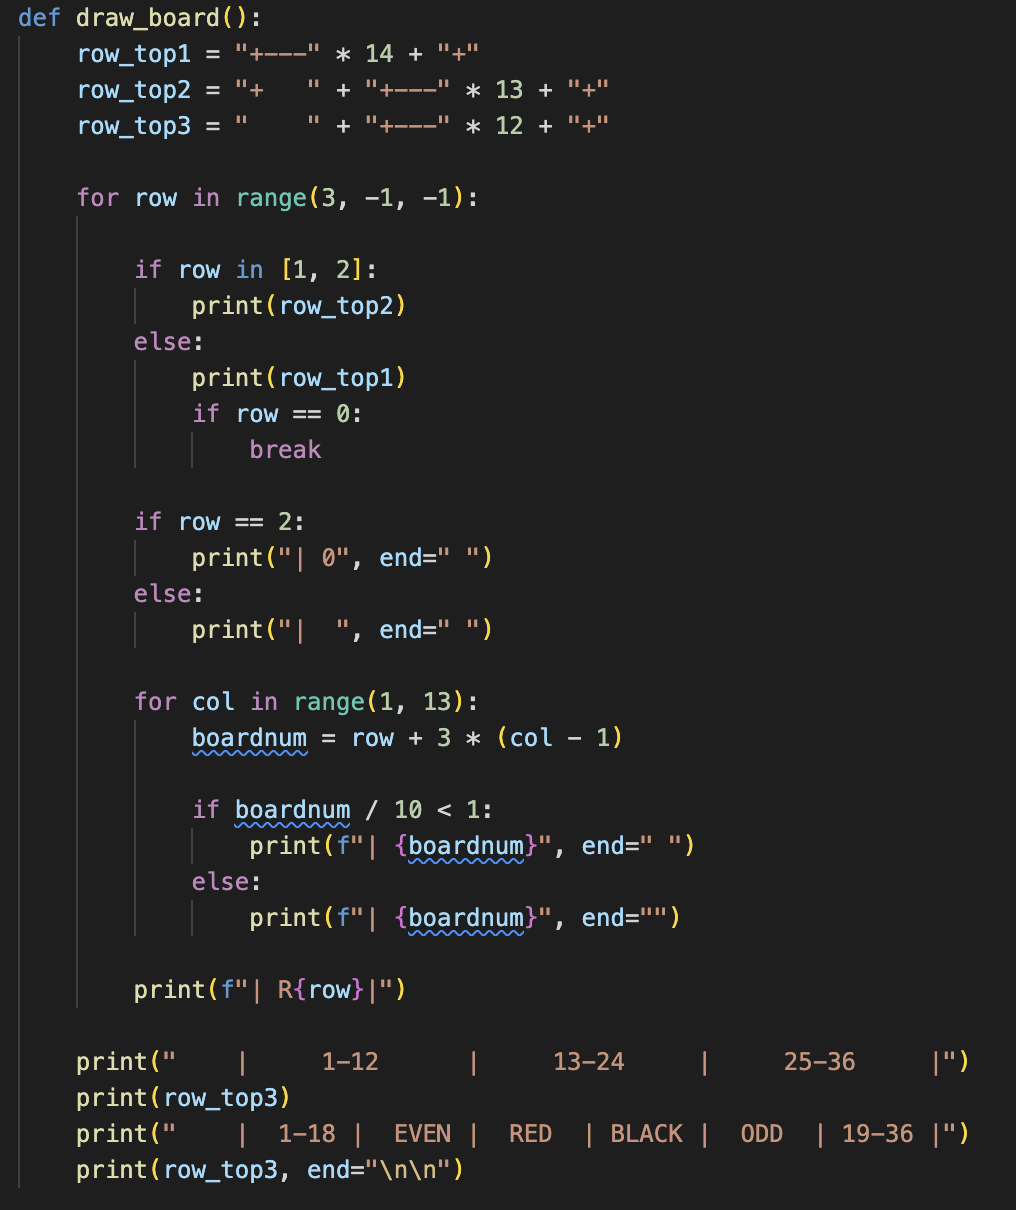 def draw_board():
    row_top1 = "+---" * 14 + "+"
    row_top2 = "+   " + "+---" * 13 + "+"
    row_top3 = "    " + "+---" * 12 + "+"

    for row in range(3, -1, -1):

        if row in [1, 2]:
            print(row_top2)
        else:
            print(row_top1)
            if row == 0:
                break

        if row == 2:
            print("| 0", end=" ")
        else:
            print("|  ", end=" ")

        for col in range(1, 13):
            boardnum = row + 3 * (col - 1)

            if boardnum / 10 < 1:
                print(f"| {boardnum}", end=" ")
            else:
                print(f"| {boardnum}", end="")

        print(f"| R{row}|")

    print("    |     1-12      |     13-24     |     25-36     |")
    print(row_top3)
    print("    |  1-18 |  EVEN |  RED  | BLACK |  ODD  | 19-36 |")
    print(row_top3, end="\n\n")